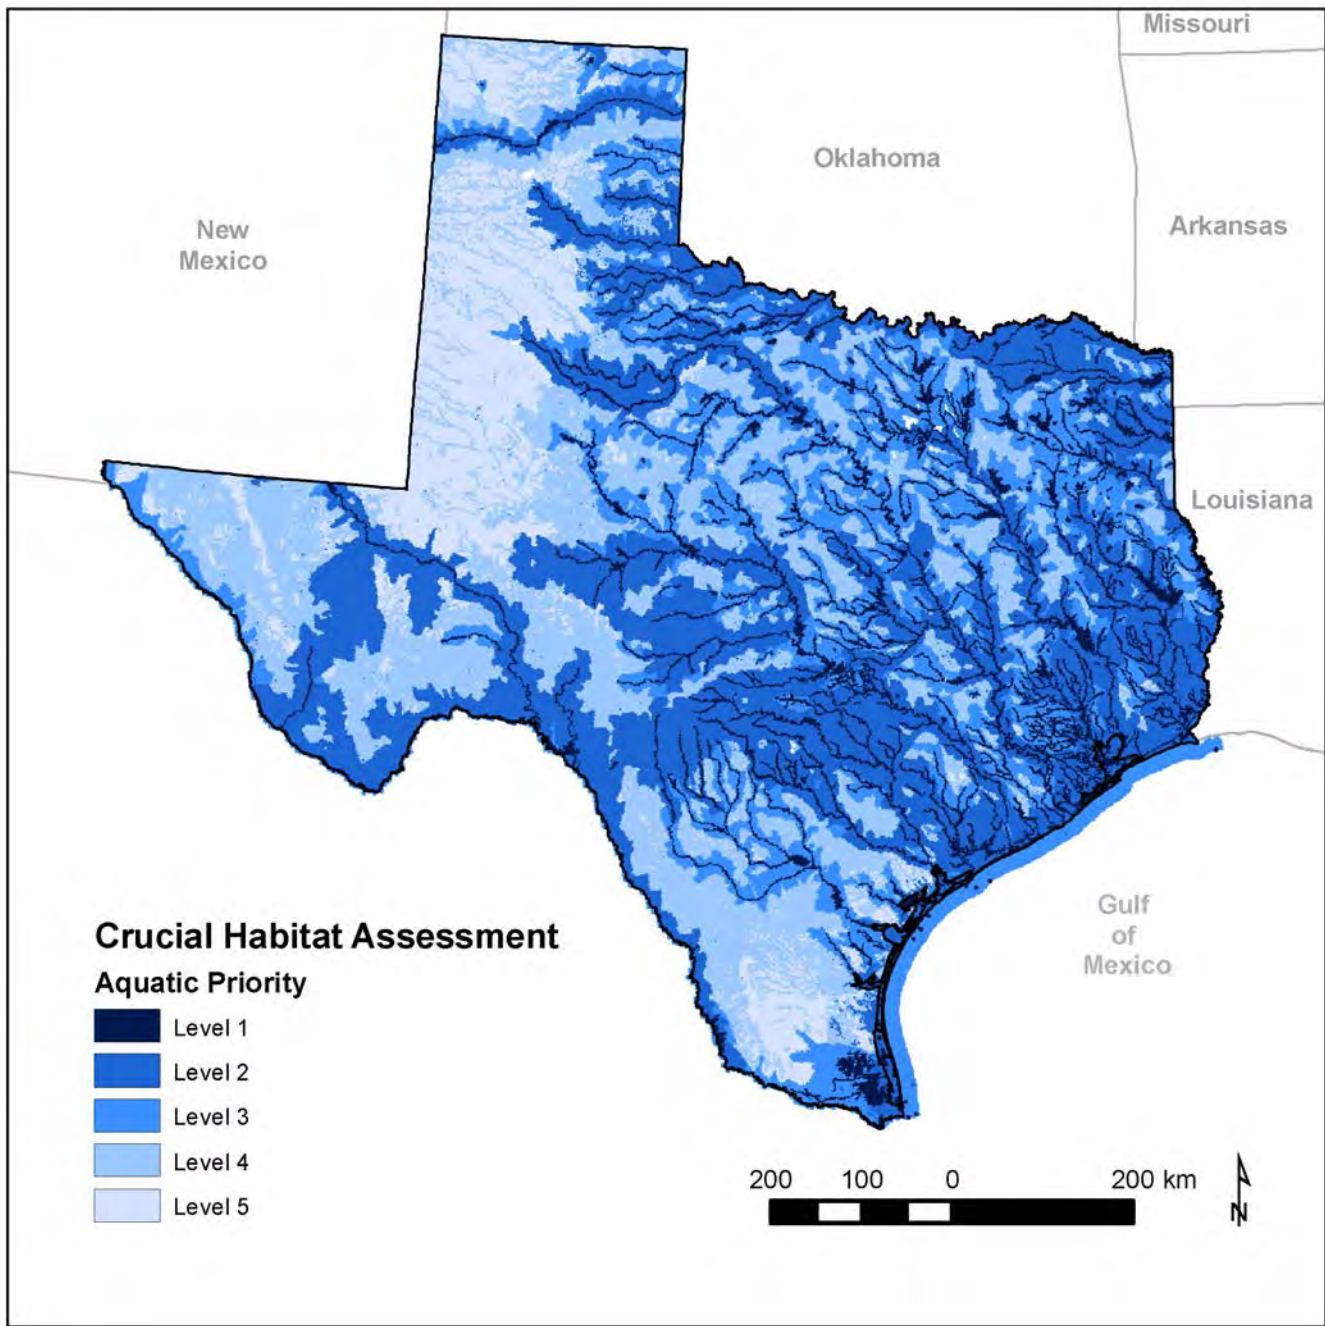 Missouri
Oklahoma
New
Mexico
Arkansas
Louisiana
Gulf
of
Mexico
Crucial Habitat Assessment
Aquatic Priority
Level 1
Level 2
Level 3
Level 4
Level 5
200 100 0 200 km
N